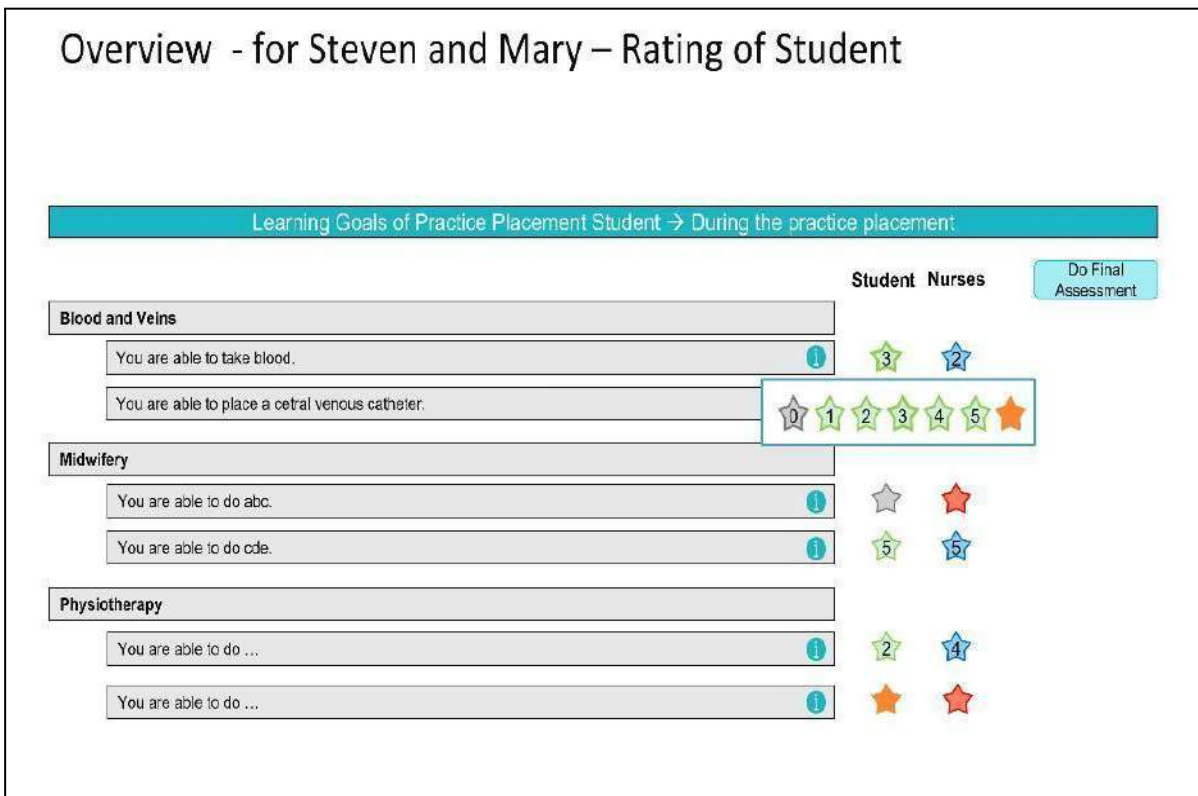 Overview - for Steven and Mary – Rating of Student
Learning Goals of Practice Placement Student → During the practice placement
Student Nurses
Do Final
Assessment
Blood and Veins
You are able to take blood. i 3 2
You are able to place a cetral venous catheter.
0 1 2 3 4 5
Midwifery
You are able to do abc. i
You are able to do cde. i 5 5
Physiotherapy
You are able to do ... i 2 4
You are able to do ... i